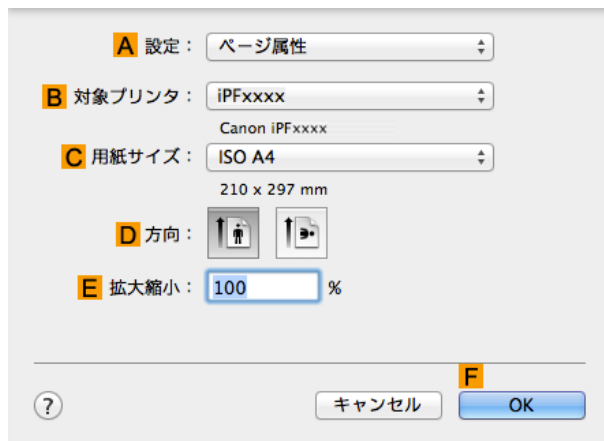 A 設定： ページ属性
B 対象プリンタ： iPFxxxx
Canon iPFxxxx
C 用紙サイズ： ISO A4
210 x 297 mm
D 方向：
E 拡大縮小： 100 %
F
? キャンセル OK